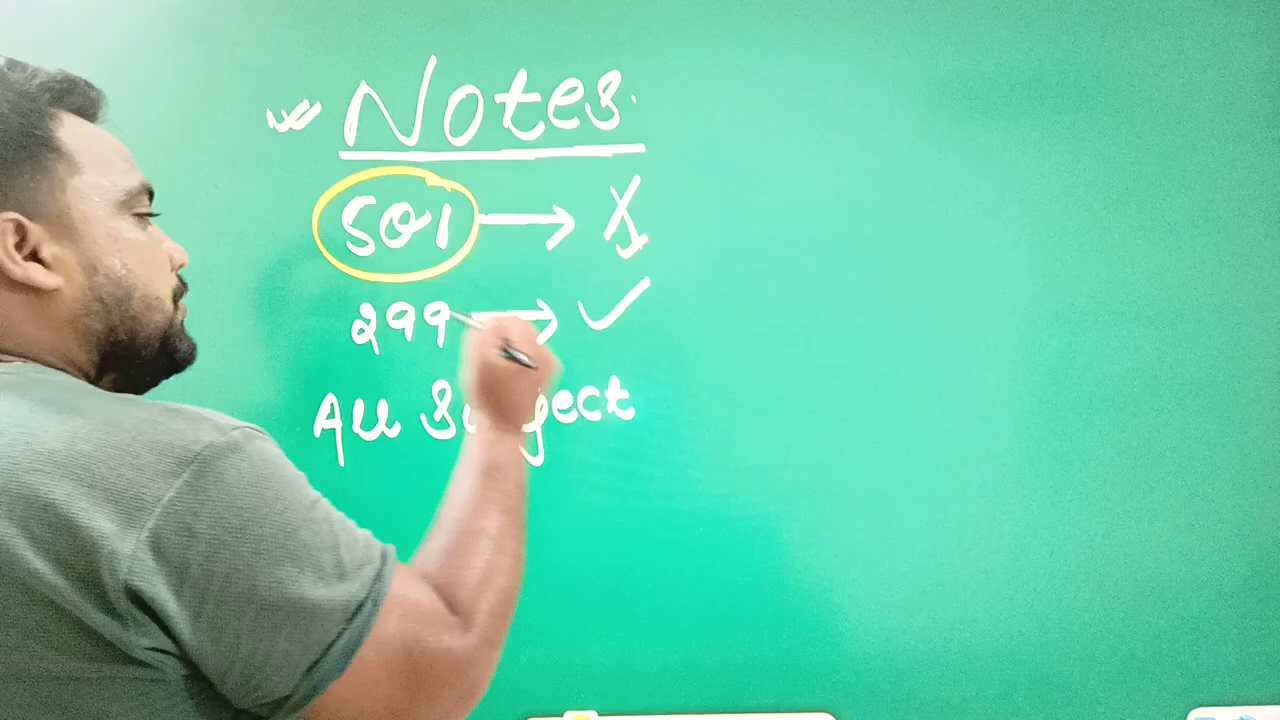 Notes.
501 → X
299 → ✓
All Subject